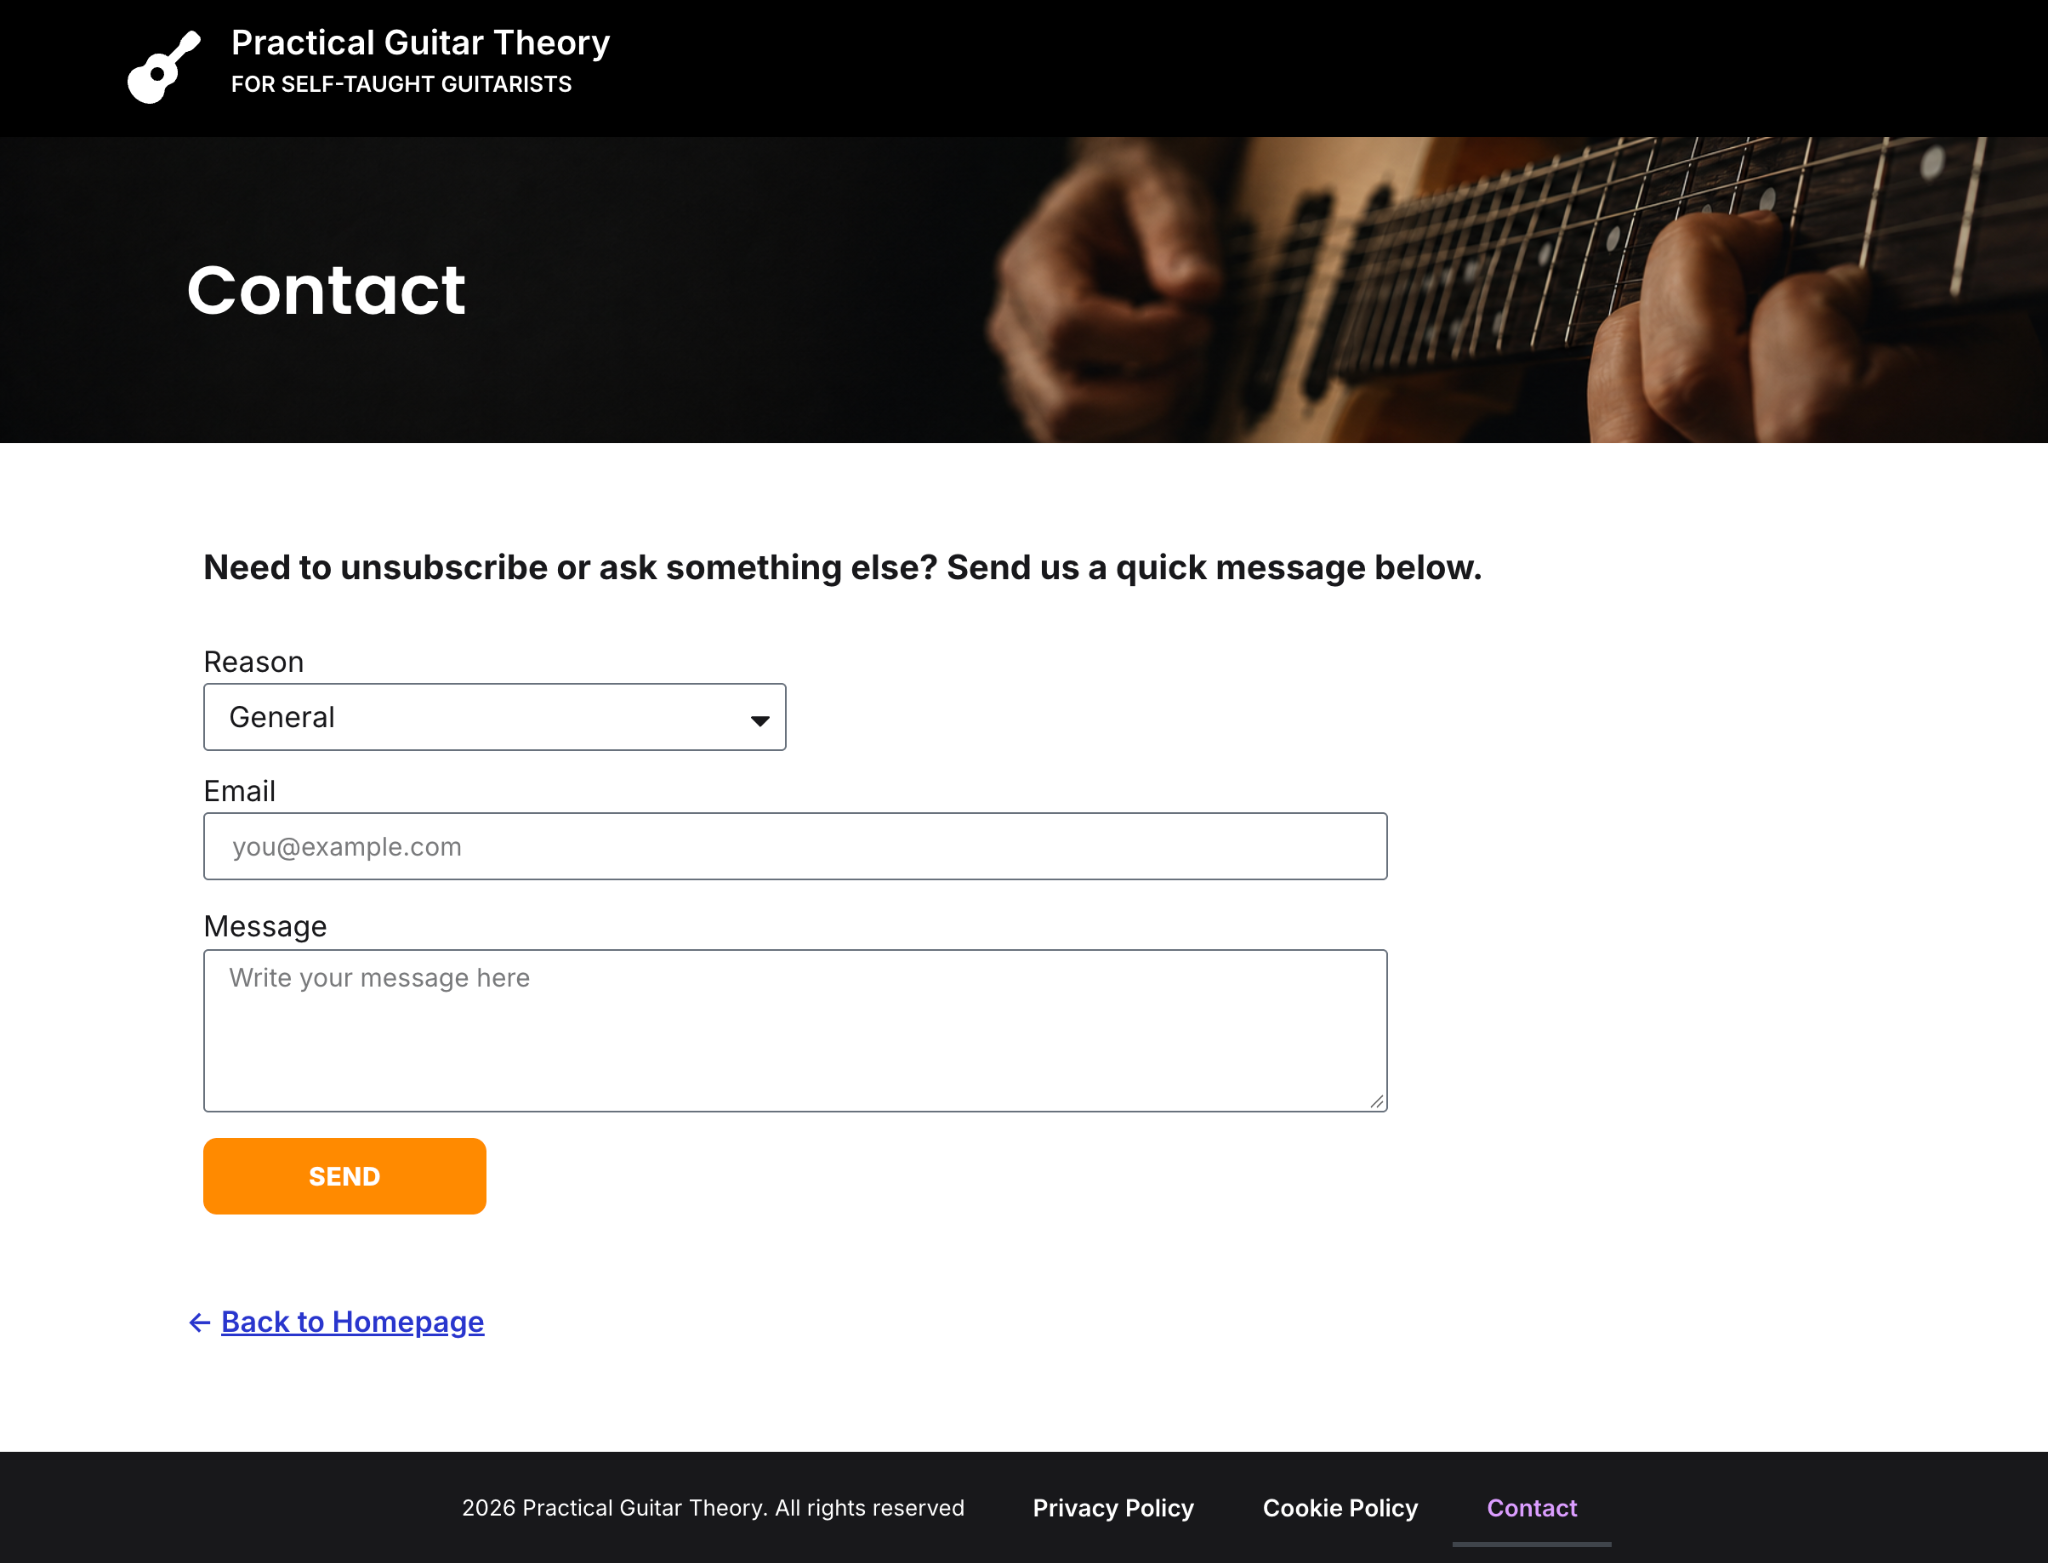 Practical Guitar Theory
FOR SELF-TAUGHT GUITARISTS
Contact
Need to unsubscribe or ask something else? Send us a quick message below.
Reason
General
Email
you@example.com
Message
Write your message here
SEND
← Back to Homepage
2026 Practical Guitar Theory. All rights reserved Privacy Policy Cookie Policy Contact